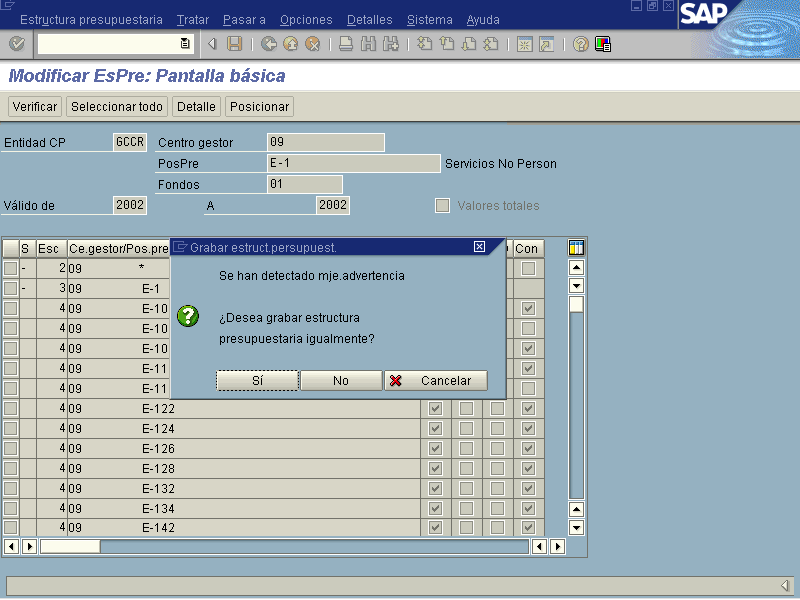 Estructura presupuestaria Tratar Pasar a Opciones Detalles Sistema Ayuda
SAP
Modificar EsPre: Pantalla básica
Verificar Seleccionar todo Detalle Posicionar
Entidad CP GCCR Centro gestor 09
PosPre E-1 Servicios No Person
Fondos 01
Válido de 2002 A 2002 Valores totales
S Esc Ce.gestor/Pos.pre Con
Grabar estruct.persupuest.
Se han detectado mje.advertencia
¿Desea grabar estructura
presupuestaria igualmente?
Sí No Cancelar
- 2 09 *
- 3 09 E-1
4 09 E-10
4 09 E-10
4 09 E-10
4 09 E-11
4 09 E-11
4 09 E-122
4 09 E-124
4 09 E-126
4 09 E-128
4 09 E-132
4 09 E-134
4 09 E-142